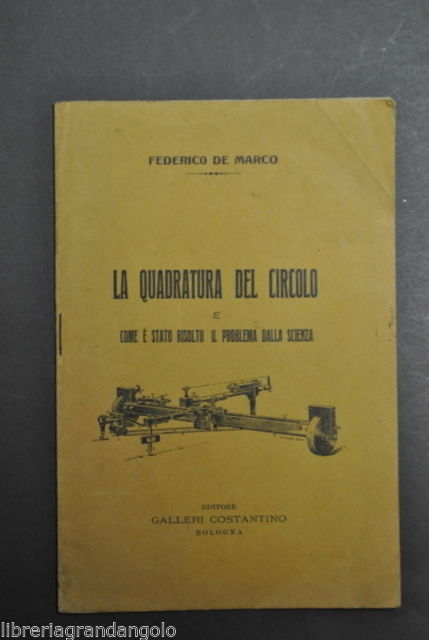 FEDERICO DE MARCO
LA QUADRATURA DEL CIRCOLO
E
COME È STATO RISOLTO IL PROBLEMA DALLA SCIENZA
EDITORE
GALLERI COSTANTINO
BOLOGNA
libreriagrandangolo